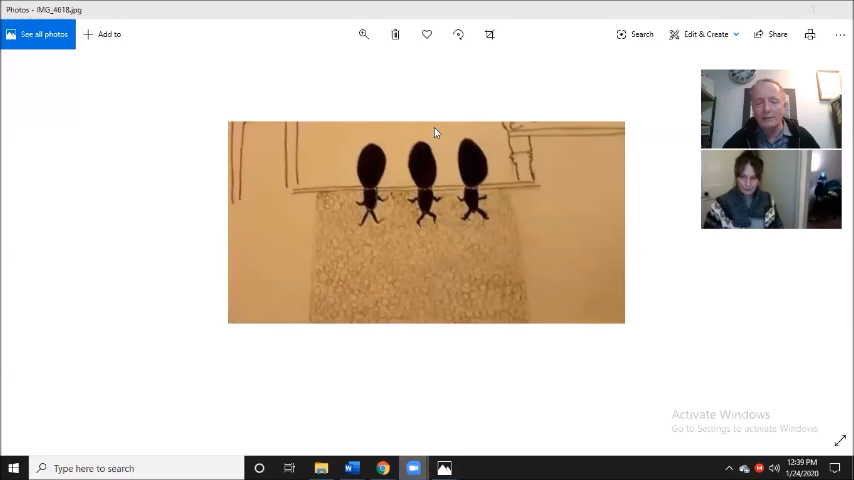 Photos - IMG_4618.jpg
See all photos
Add to
Search
Edit & Create
Share
Activate Windows
Go to Settings to activate Windows.
Type here to search
12:39 PM
1/24/2020